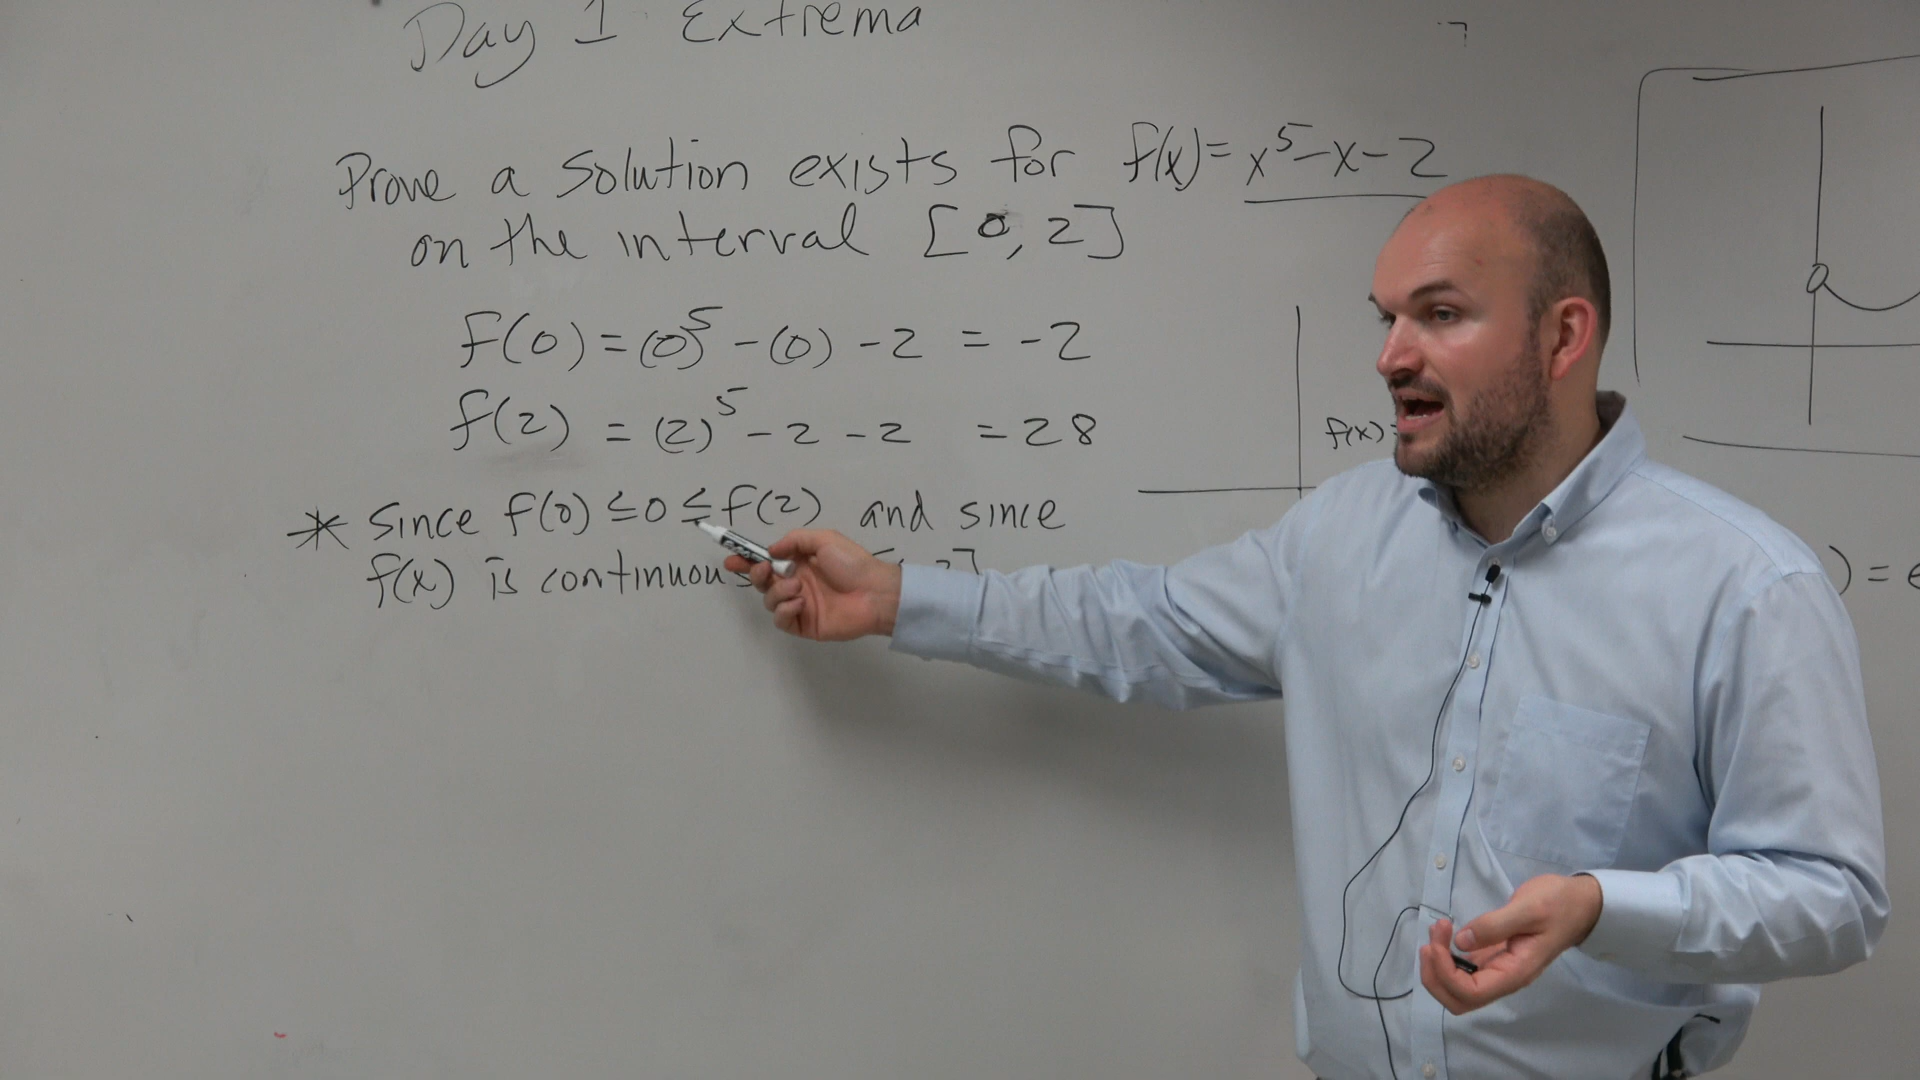 Day 1 Extrema
Prove a solution exists for f(x)= x⁵-x-2
on the interval [0, 2]
f(0) = (0)⁵ - (0) - 2 = -2
f(2) = (2)⁵ - 2 - 2 = 28
* Since f(0) ≤ 0 ≤ f(2) and since
f(x) is continuous
f(x)=
) = e